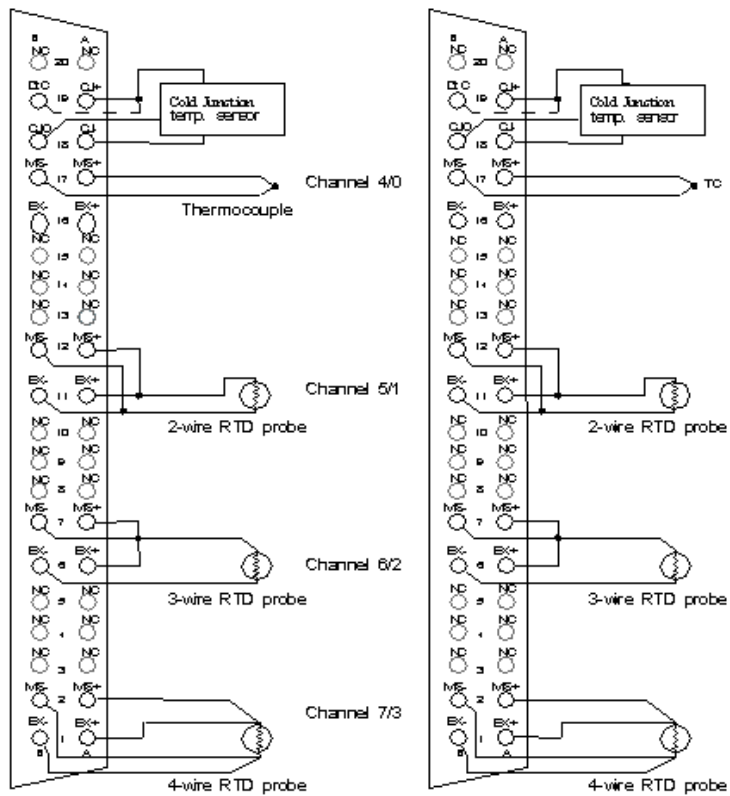 B A
NC 20 NC
19 CJ+
Cold Junction
temp. sensor
18 CJ-
MS- 17 MS+
Channel 4/0
Thermocouple
EX- 16 EX+
NC 15 NC
NC 14 NC
NC 13 NC
MS- 12 MS+
EX- 11 EX+
Channel 5/1
2-wire RTD probe
NC 10 NC
NC 9 NC
NC 8 NC
MS- 7 MS+
EX- 6 EX+
Channel 6/2
3-wire RTD probe
NC 5 NC
NC 4 NC
NC 3 NC
MS- 2 MS+
Channel 7/3
EX- 1 EX+
B A
4-wire RTD probe
B A
NC 20 NC
19 CJ+
Cold Junction
temp. sensor
18 CJ-
MS- 17 MS+
TC
EX- 16 EX+
NC 15 NC
NC 14 NC
NC 13 NC
MS- 12 MS+
EX- 11 EX+
2-wire RTD probe
NC 10 NC
NC 9 NC
NC 8 NC
MS- 7 MS+
EX- 6 EX+
3-wire RTD probe
NC 5 NC
NC 4 NC
NC 3 NC
MS- 2 MS+
EX- 1 EX+
B A
4-wire RTD probe